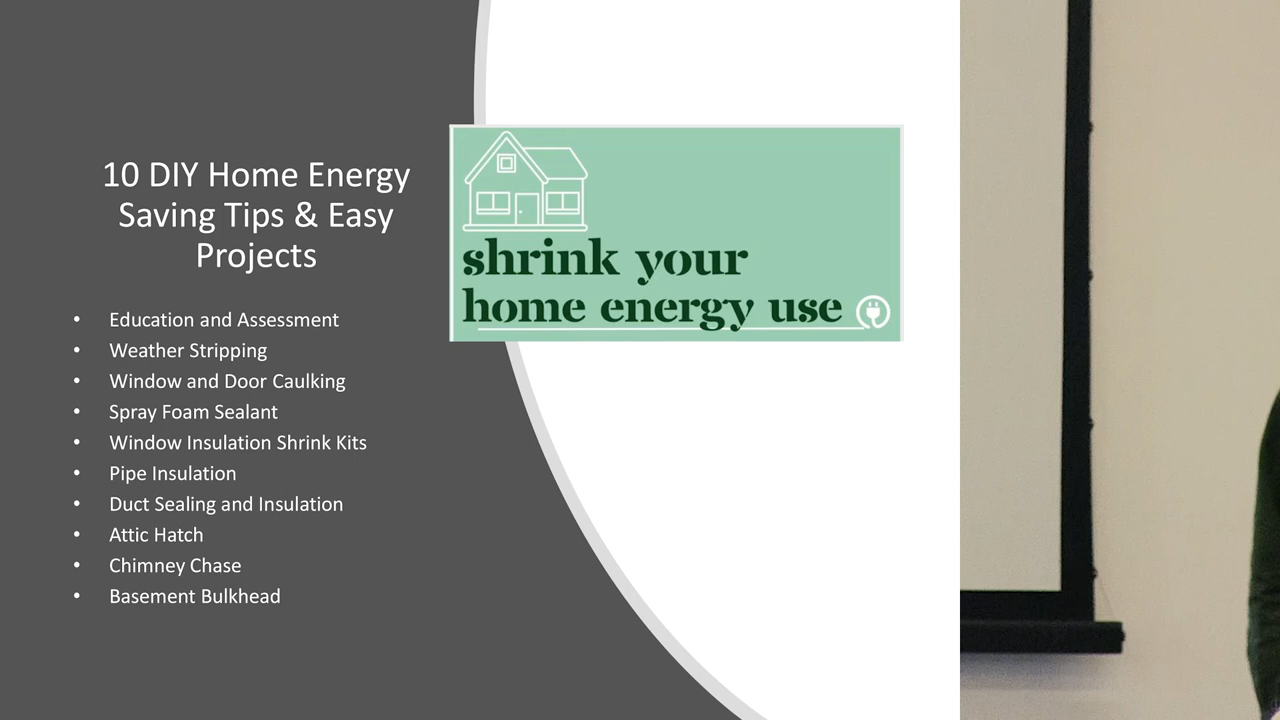 10 DIY Home Energy
Saving Tips & Easy
Projects
• Education and Assessment
• Weather Stripping
• Window and Door Caulking
• Spray Foam Sealant
• Window Insulation Shrink Kits
• Pipe Insulation
• Duct Sealing and Insulation
• Attic Hatch
• Chimney Chase
• Basement Bulkhead
shrink your
home energy use